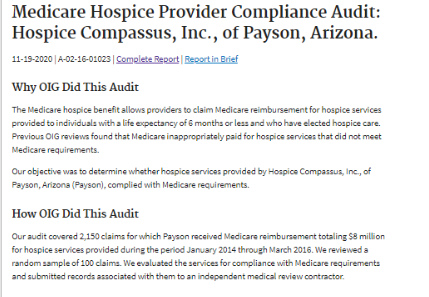 Medicare Hospice Provider Compliance Audit:
Hospice Compassus, Inc., of Payson, Arizona.
11-19-2020 | A-02-16-01023 | Complete Report | Report in Brief
Why OIG Did This Audit
The Medicare hospice benefit allows providers to claim Medicare reimbursement for hospice services
provided to individuals with a life expectancy of 6 months or less and who have elected hospice care.
Previous OIG reviews found that Medicare inappropriately paid for hospice services that did not meet
Medicare requirements.
Our objective was to determine whether hospice services provided by Hospice Compassus, Inc., of
Payson, Arizona (Payson), complied with Medicare requirements.
How OIG Did This Audit
Our audit covered 2,150 claims for which Payson received Medicare reimbursement totaling $8 million
for hospice services provided during the period January 2014 through March 2016. We reviewed a
random sample of 100 claims. We evaluated the services for compliance with Medicare requirements
and submitted records associated with them to an independent medical review contractor.